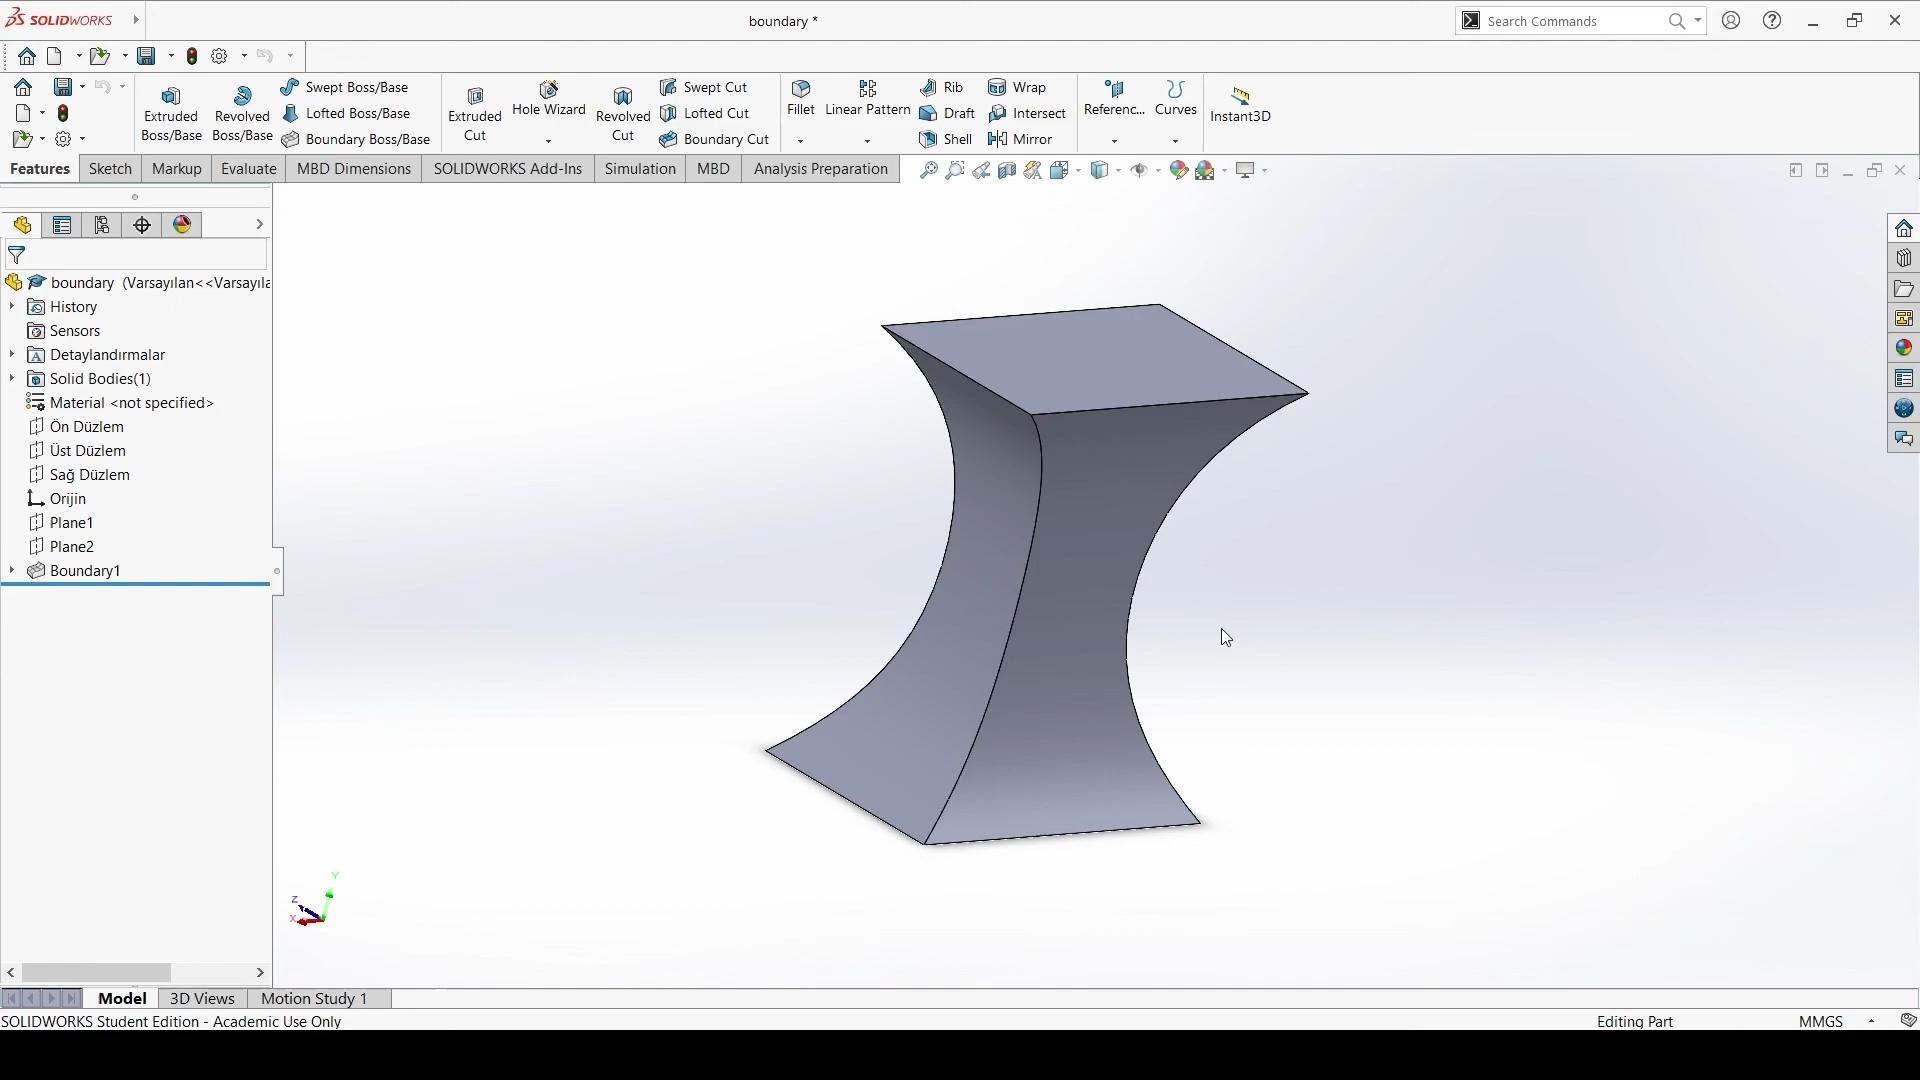 SOLIDWORKS
boundary *
Search Commands
Extruded Boss/Base
Revolved Boss/Base
Swept Boss/Base
Lofted Boss/Base
Boundary Boss/Base
Extruded Cut
Hole Wizard
Revolved Cut
Swept Cut
Lofted Cut
Boundary Cut
Fillet
Linear Pattern
Rib
Draft
Shell
Wrap
Intersect
Mirror
Referenc...
Curves
Instant3D
Features
Sketch
Markup
Evaluate
MBD Dimensions
SOLIDWORKS Add-Ins
Simulation
MBD
Analysis Preparation
boundary (Varsayılan<<Varsayıla
History
Sensors
Detaylandırmalar
Solid Bodies(1)
Material <not specified>
Ön Düzlem
Üst Düzlem
Sağ Düzlem
Orijin
Plane1
Plane2
Boundary1
Y
Z
X
Model
3D Views
Motion Study 1
SOLIDWORKS Student Edition - Academic Use Only
Editing Part
MMGS